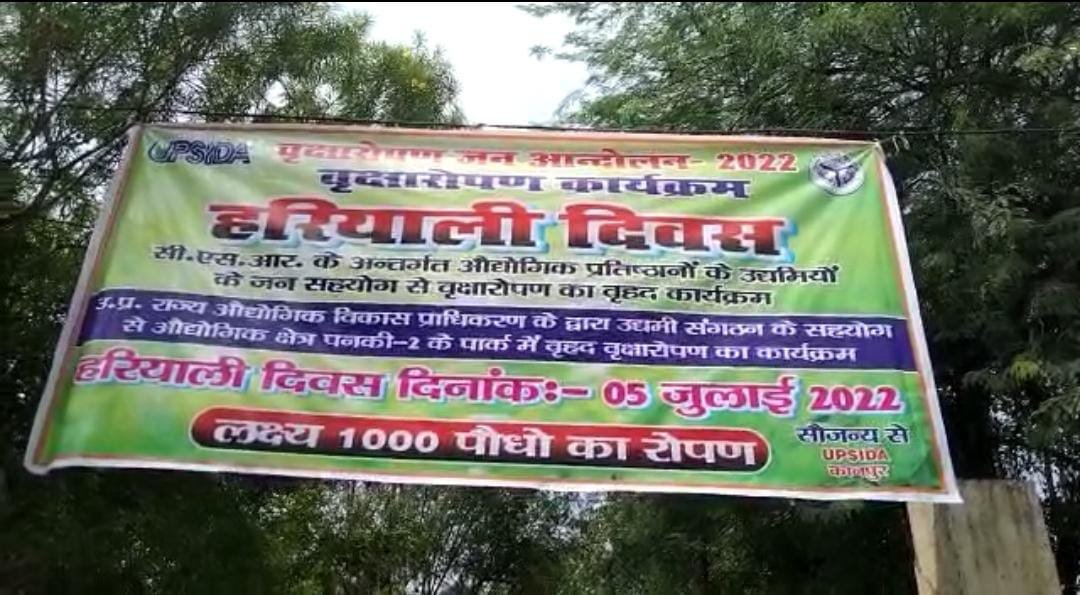 UPSIDA
वृक्षारोपण जन आन्दोलन- 2022
वृक्षारोपण कार्यक्रम
हरियाली दिवस
सी.एस.आर. के अन्तर्गत औद्योगिक प्रतिष्ठानों के उद्यमियों
के जन सहयोग से वृक्षारोपण का वृहद कार्यक्रम
उ.प्र. राज्य औद्योगिक विकास प्राधिकरण के द्वारा उद्यमी संगठन के सहयोग
से औद्योगिक क्षेत्र पनकी-2 के पार्क में वृहद वृक्षारोपण का कार्यक्रम
हरियाली दिवस दिनांकः- 05 जुलाई 2022
लक्ष्य 1000 पौधो का रोपण
सौजन्य से
UPSIDA
कानपुर